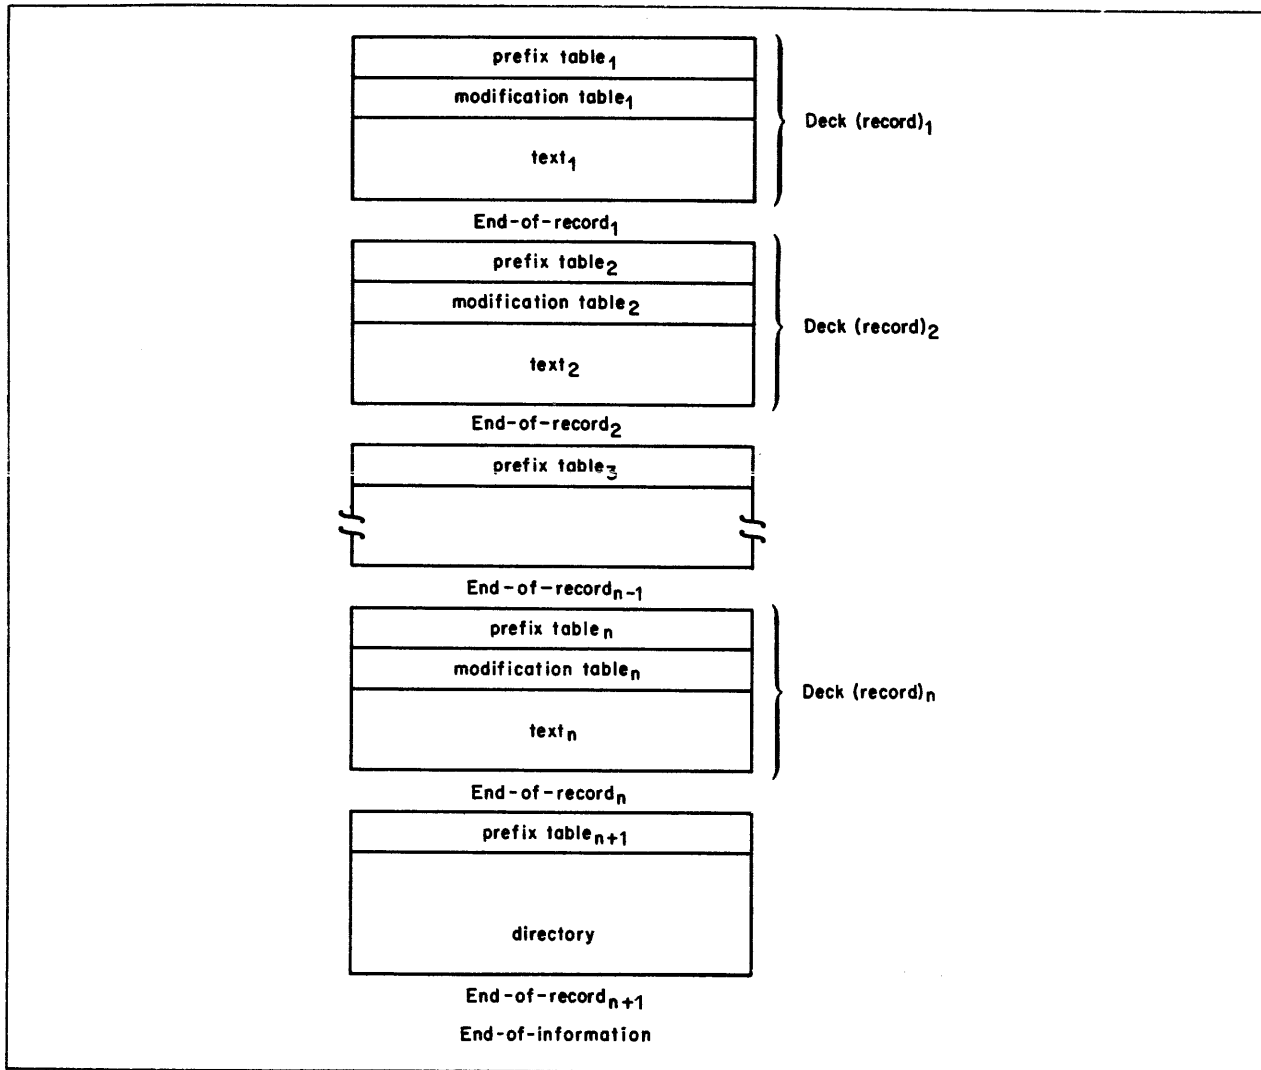 prefix table₁
modification table₁
Deck (record)₁
text₁
End-of-record₁
prefix table₂
modification table₂
Deck (record)₂
text₂
End-of-record₂
prefix table₃
End-of-recordₙ₋₁
prefix tableₙ
modification tableₙ
Deck (record)ₙ
textₙ
End-of-recordₙ
prefix tableₙ₊₁
directory
End-of-recordₙ₊₁
End-of-information